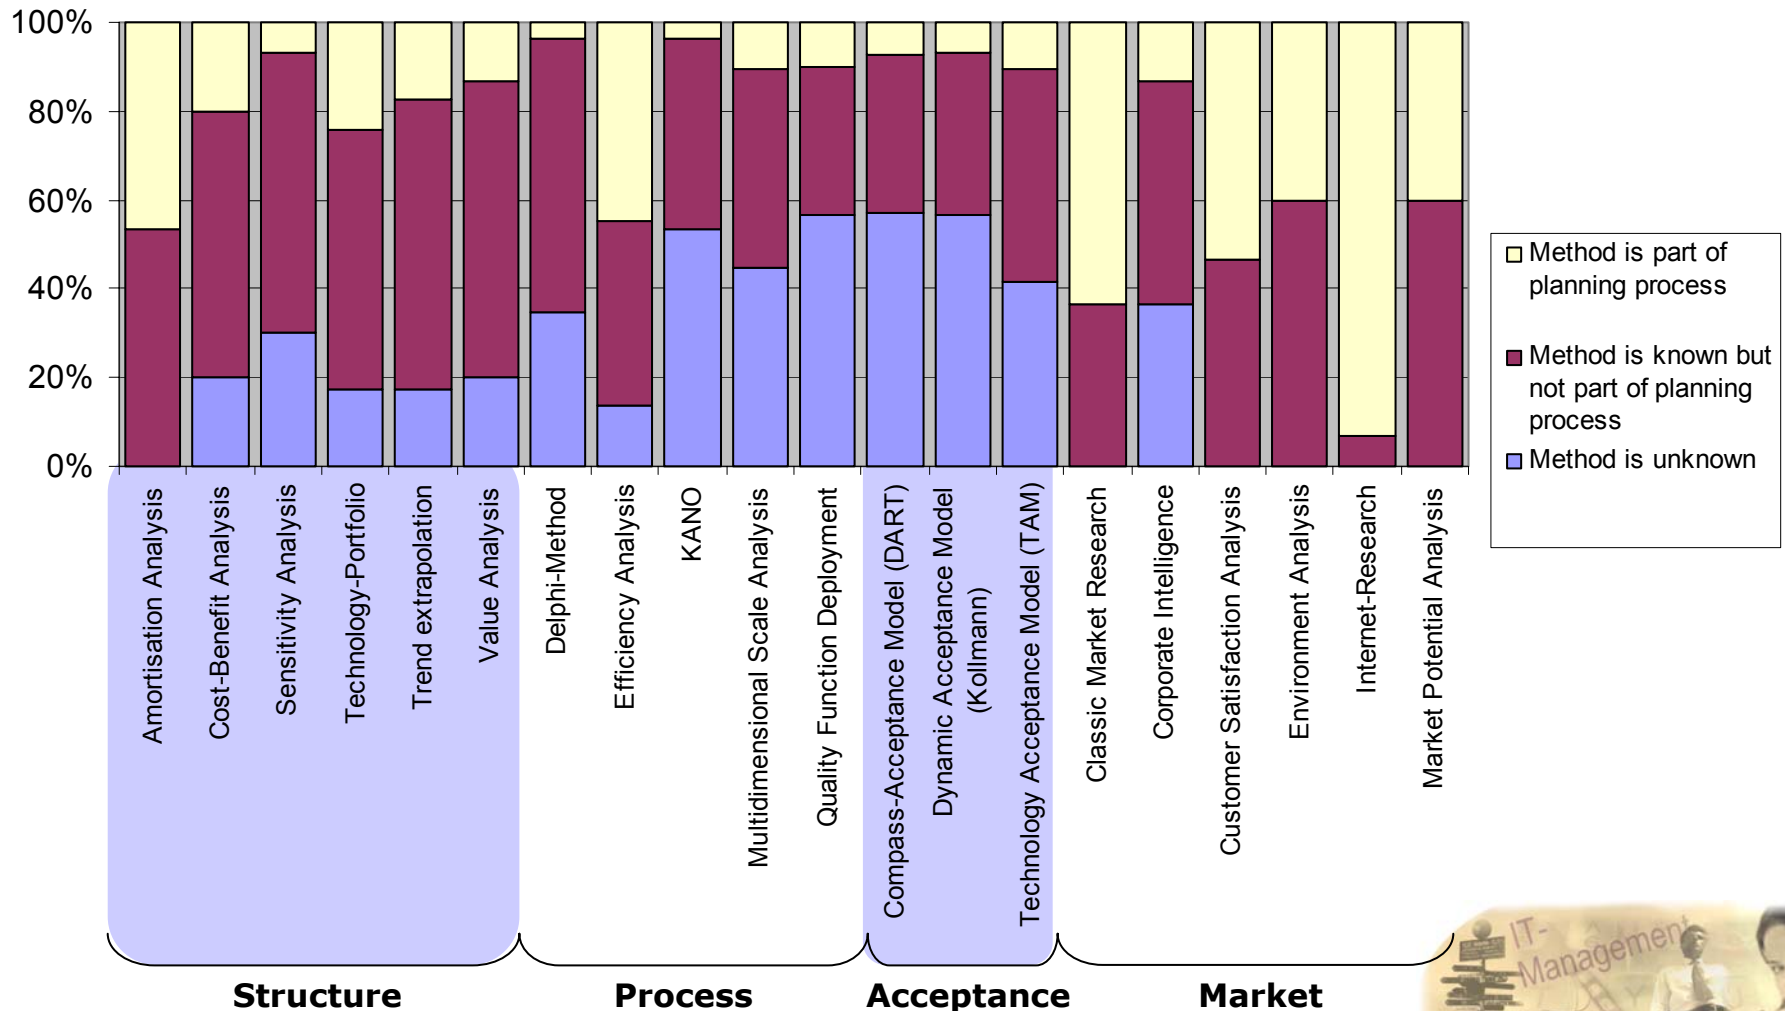 100%
80%
60%
40%
20%
0%
Amortisation Analysis
Cost-Benefit Analysis
Sensitivity Analysis
Technology-Portfolio
Trend extrapolation
Value Analysis
Delphi-Method
Efficiency Analysis
KANO
Multidimensional Scale Analysis
Quality Function Deployment
Compass-Acceptance Model (DART)
Dynamic Acceptance Model
(Kollmann)
Technology Acceptance Model (TAM)
Classic Market Research
Corporate Intelligence
Customer Satisfaction Analysis
Environment Analysis
Internet-Research
Market Potential Analysis
Method is part of
planning process
Method is known but
not part of planning
process
Method is unknown
Structure
Process
Acceptance
Market
IT-
Management